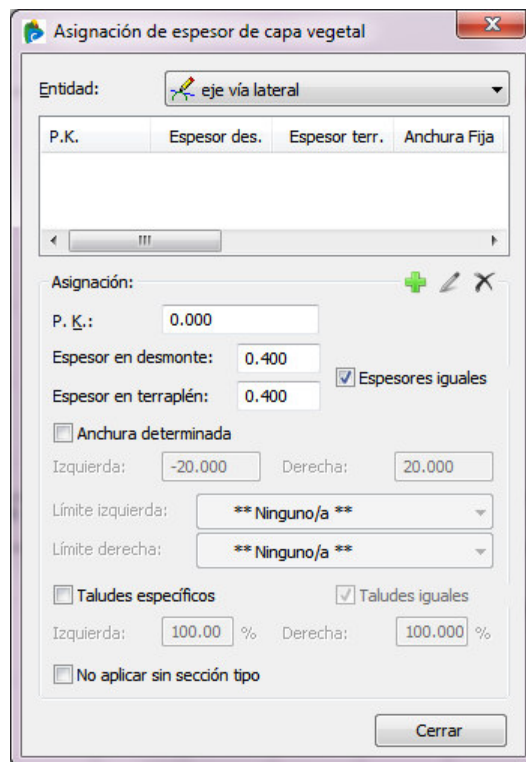 Asignación de espesor de capa vegetal
Entidad: eje vía lateral
P.K. Espesor des. Espesor terr. Anchura Fija
Asignación:
P. K.: 0.000
Espesor en desmonte: 0.400
Espesores iguales
Espesor en terraplén: 0.400
Anchura determinada
Izquierda: -20.000 Derecha: 20.000
Límite izquierda: ** Ninguno/a **
Límite derecha: ** Ninguno/a **
Taludes específicos Taludes iguales
Izquierda: 100.00 % Derecha: 100.000 %
No aplicar sin sección tipo
Cerrar